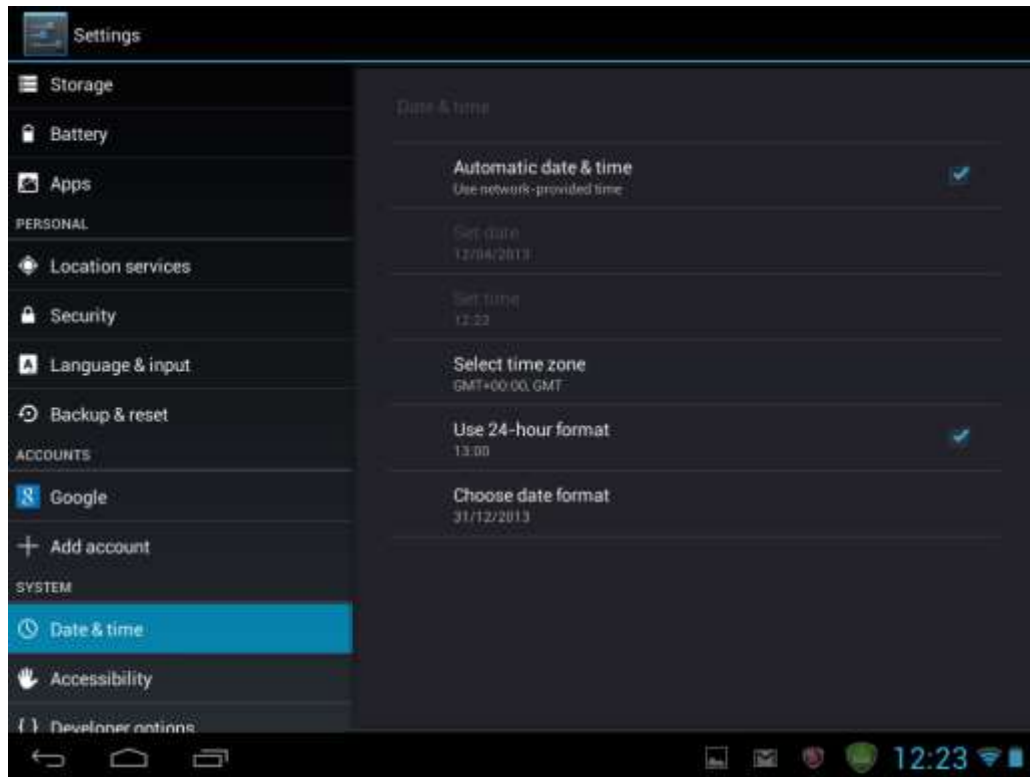 Settings
Storage
Battery
Apps
PERSONAL
Location services
Security
Language & input
Backup & reset
ACCOUNTS
Google
Add account
SYSTEM
Date & time
Accessibility
Developer options
Date & time
Automatic date & time
Use network-provided time
Set date
12/04/2013
Set time
12:23
Select time zone
GMT+00:00, GMT
Use 24-hour format
13:00
Choose date format
31/12/2013
12:23